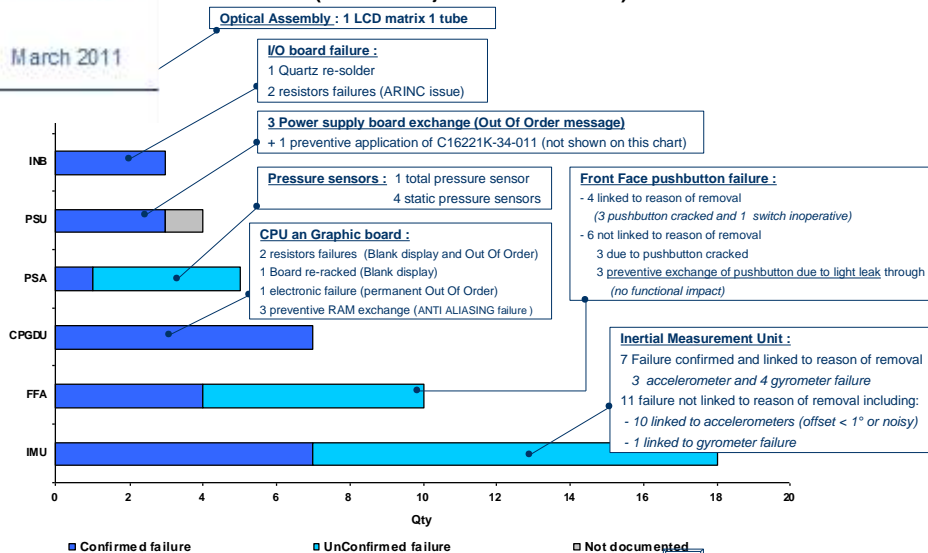 Optical Assembly : 1 LCD matrix 1 tube
March 2011
I/O board failure :
1 Quartz re-solder
2 resistors failures (ARINC issue)
3 Power supply board exchange (Out Of Order message)
+ 1 preventive application of C16221K-34-011 (not shown on this chart)
Pressure sensors : 1 total pressure sensor
4 static pressure sensors
CPU an Graphic board :
2 resistors failures (Blank display and Out Of Order)
1 Board re-racked (Blank display)
1 electronic failure (permanent Out Of Order)
3 preventive RAM exchange (ANTI ALIASING failure )
Front Face pushbutton failure :
- 4 linked to reason of removal
(3 pushbutton cracked and 1 switch inoperative)
- 6 not linked to reason of removal
3 due to pushbutton cracked
3 preventive exchange of pushbutton due to light leak through
(no functional impact)
Inertial Measurement Unit :
7 Failure confirmed and linked to reason of removal
3 accelerometer and 4 gyrometer failure
11 failure not linked to reason of removal including:
- 10 linked to accelerometers (offset < 1° or noisy)
- 1 linked to gyrometer failure
INB
PSU
PSA
CPGDU
FFA
IMU
0 2 4 6 8 10 12 14 16 18 20
Qty
Confirmed failure UnConfirmed failure Not documented